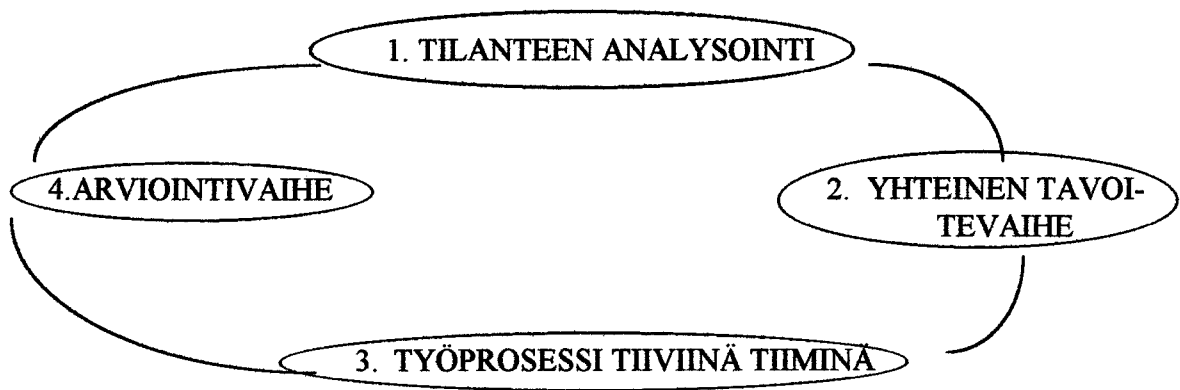 1. TILANTEEN ANALYSOINTI
4.ARVIOINTIVAIHE
2. YHTEINEN TAVOI-
TEVAIHE
3. TYÖPROSESSI TIIVIINÄ TIIMINÄ